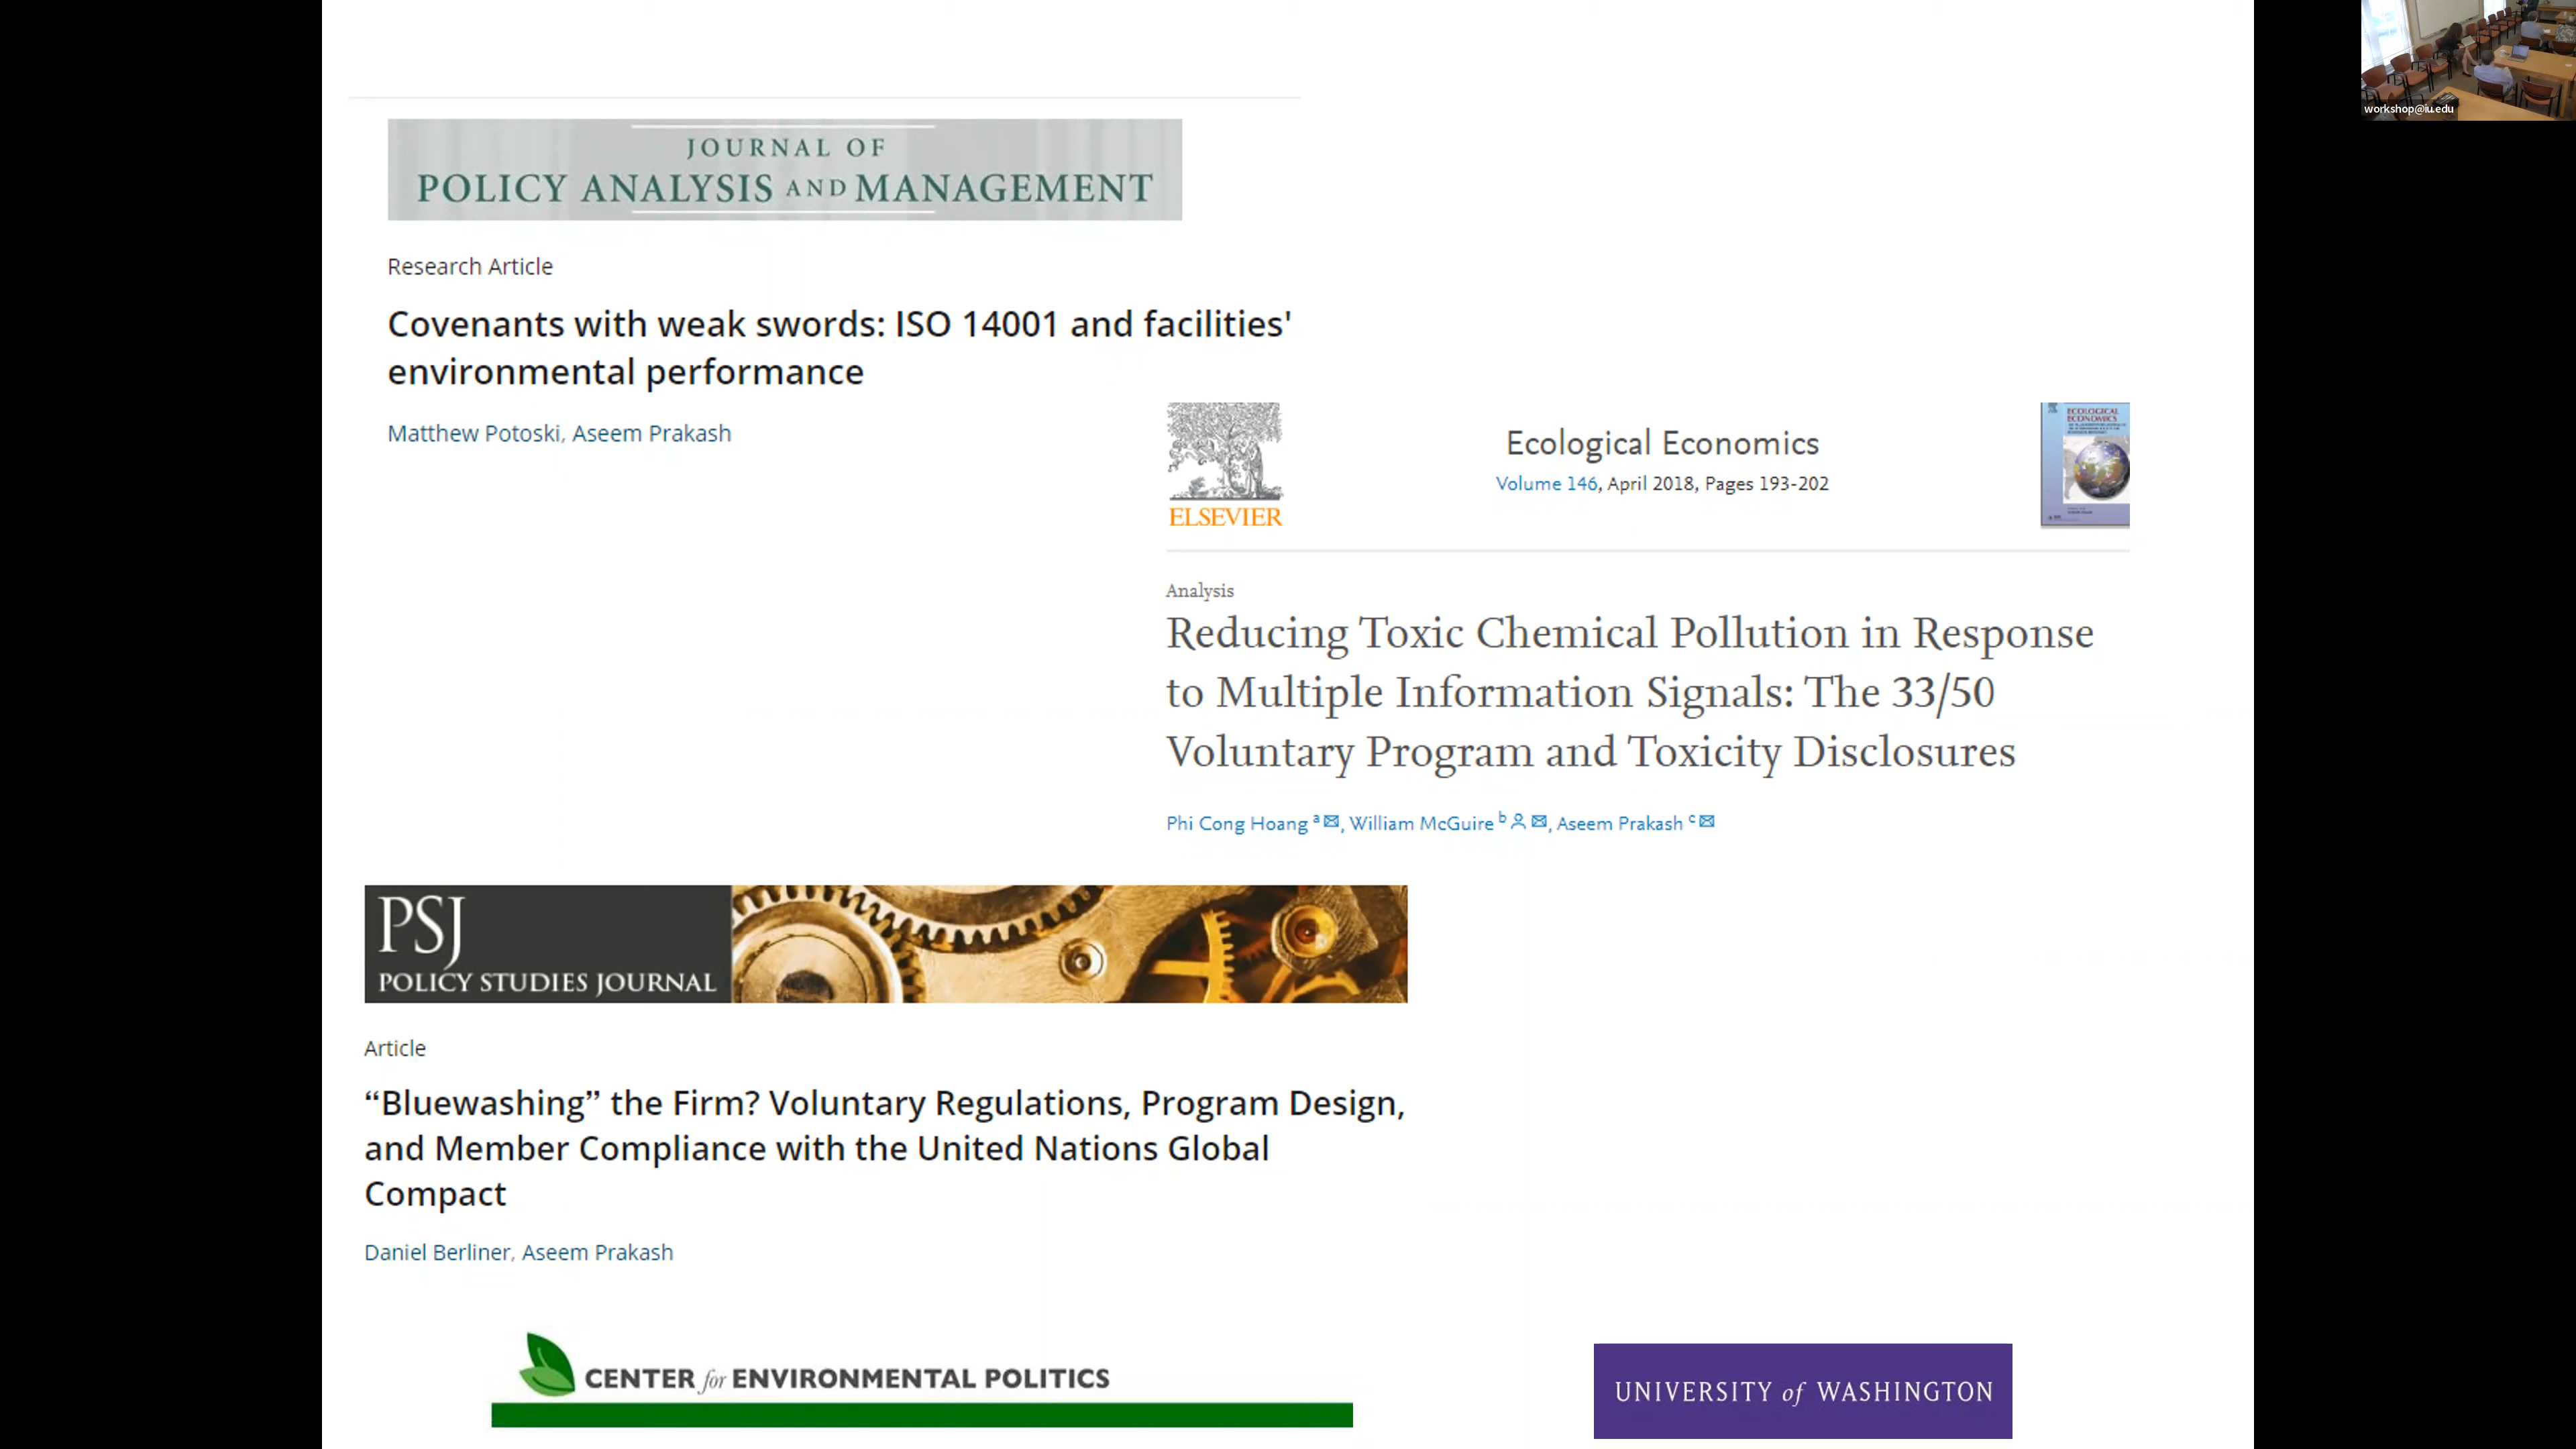 workshop@iu.edu
JOURNAL OF
POLICY ANALYSIS AND MANAGEMENT
Research Article
Covenants with weak swords: ISO 14001 and facilities'
environmental performance
Matthew Potoski, Aseem Prakash
ELSEVIER
Ecological Economics
Volume 146, April 2018, Pages 193-202
ECOLOGICAL
ECONOMICS
Analysis
Reducing Toxic Chemical Pollution in Response
to Multiple Information Signals: The 33/50
Voluntary Program and Toxicity Disclosures
Phi Cong Hoang a, William McGuire b, Aseem Prakash c
PSJ
POLICY STUDIES JOURNAL
Article
“Bluewashing” the Firm? Voluntary Regulations, Program Design,
and Member Compliance with the United Nations Global
Compact
Daniel Berliner, Aseem Prakash
CENTER for ENVIRONMENTAL POLITICS
UNIVERSITY of WASHINGTON